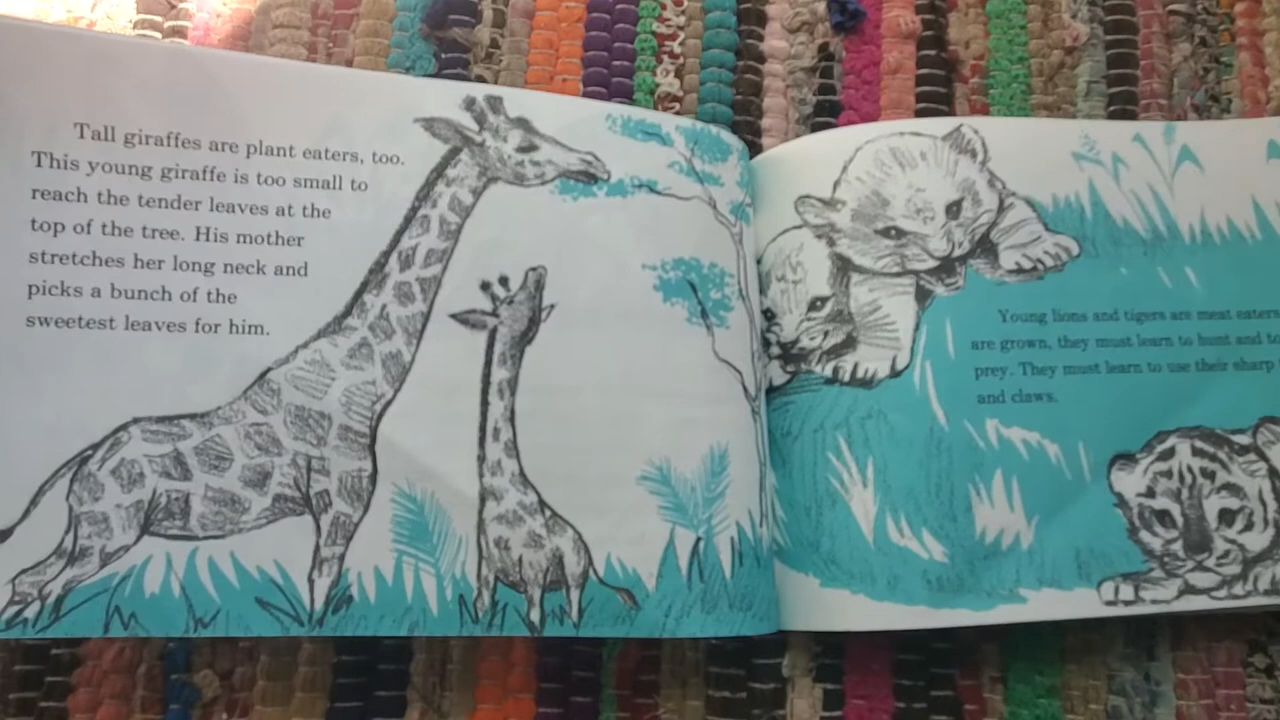 Tall giraffes are plant eaters, too.
This young giraffe is too small to
reach the tender leaves at the
top of the tree. His mother
stretches her long neck and
picks a bunch of the
sweetest leaves for him.
Young lions and tigers are meat eaters
are grown, they must learn to hunt and to
prey. They must learn to use their sharp
and claws.